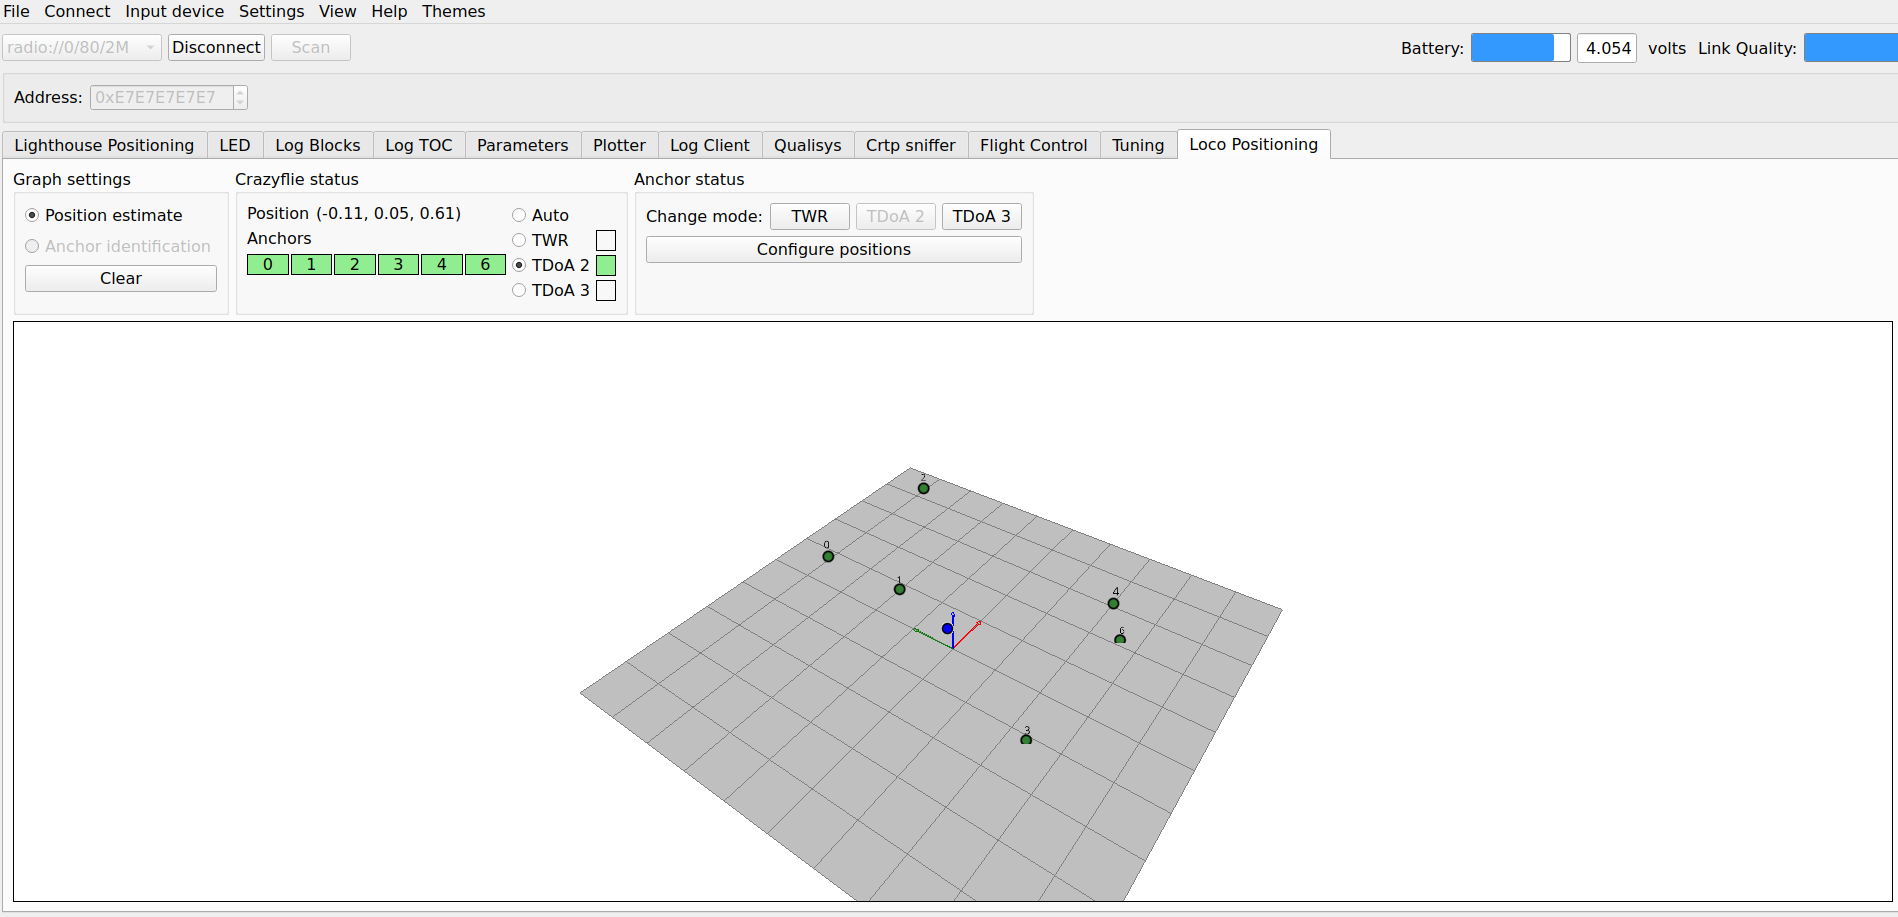 File Connect Input device Settings View Help Themes
radio://0/80/2M Disconnect Scan Battery: 4.054 volts Link Quality:
Address: 0xE7E7E7E7E7
Lighthouse Positioning LED Log Blocks Log TOC Parameters Plotter Log Client Qualisys Crtp sniffer Flight Control Tuning Loco Positioning
Graph settings Crazyflie status Anchor status
Position estimate Position (-0.11, 0.05, 0.61) Auto Change mode: TWR TDoA 2 TDoA 3
Anchor identification Anchors TWR Configure positions
Clear 0 1 2 3 4 6 TDoA 2
TDoA 3
2
0
1
4
6
3